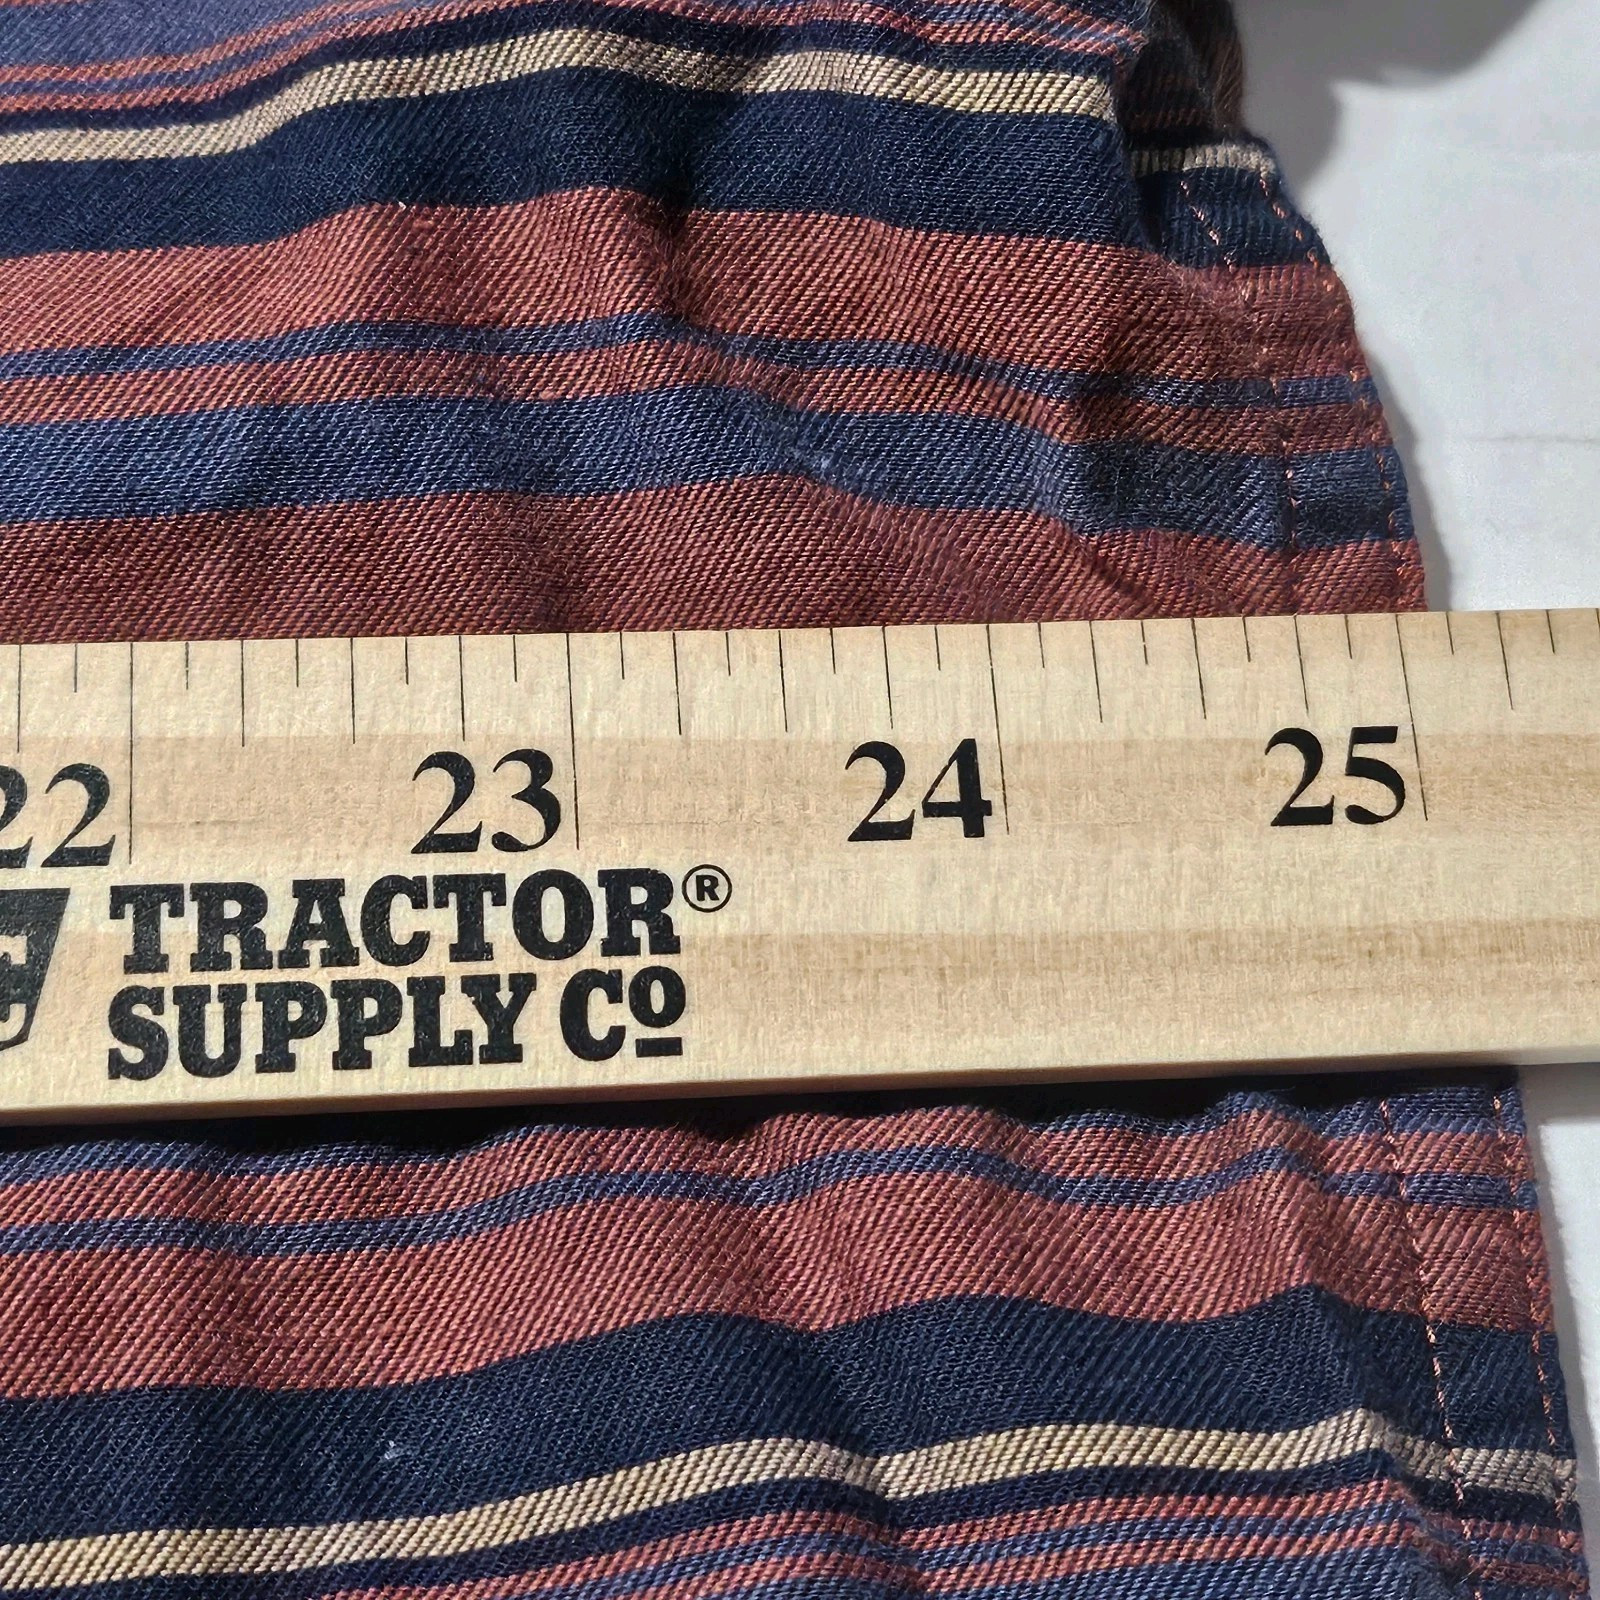 22 23 24 25
TRACTOR®
SUPPLY Co